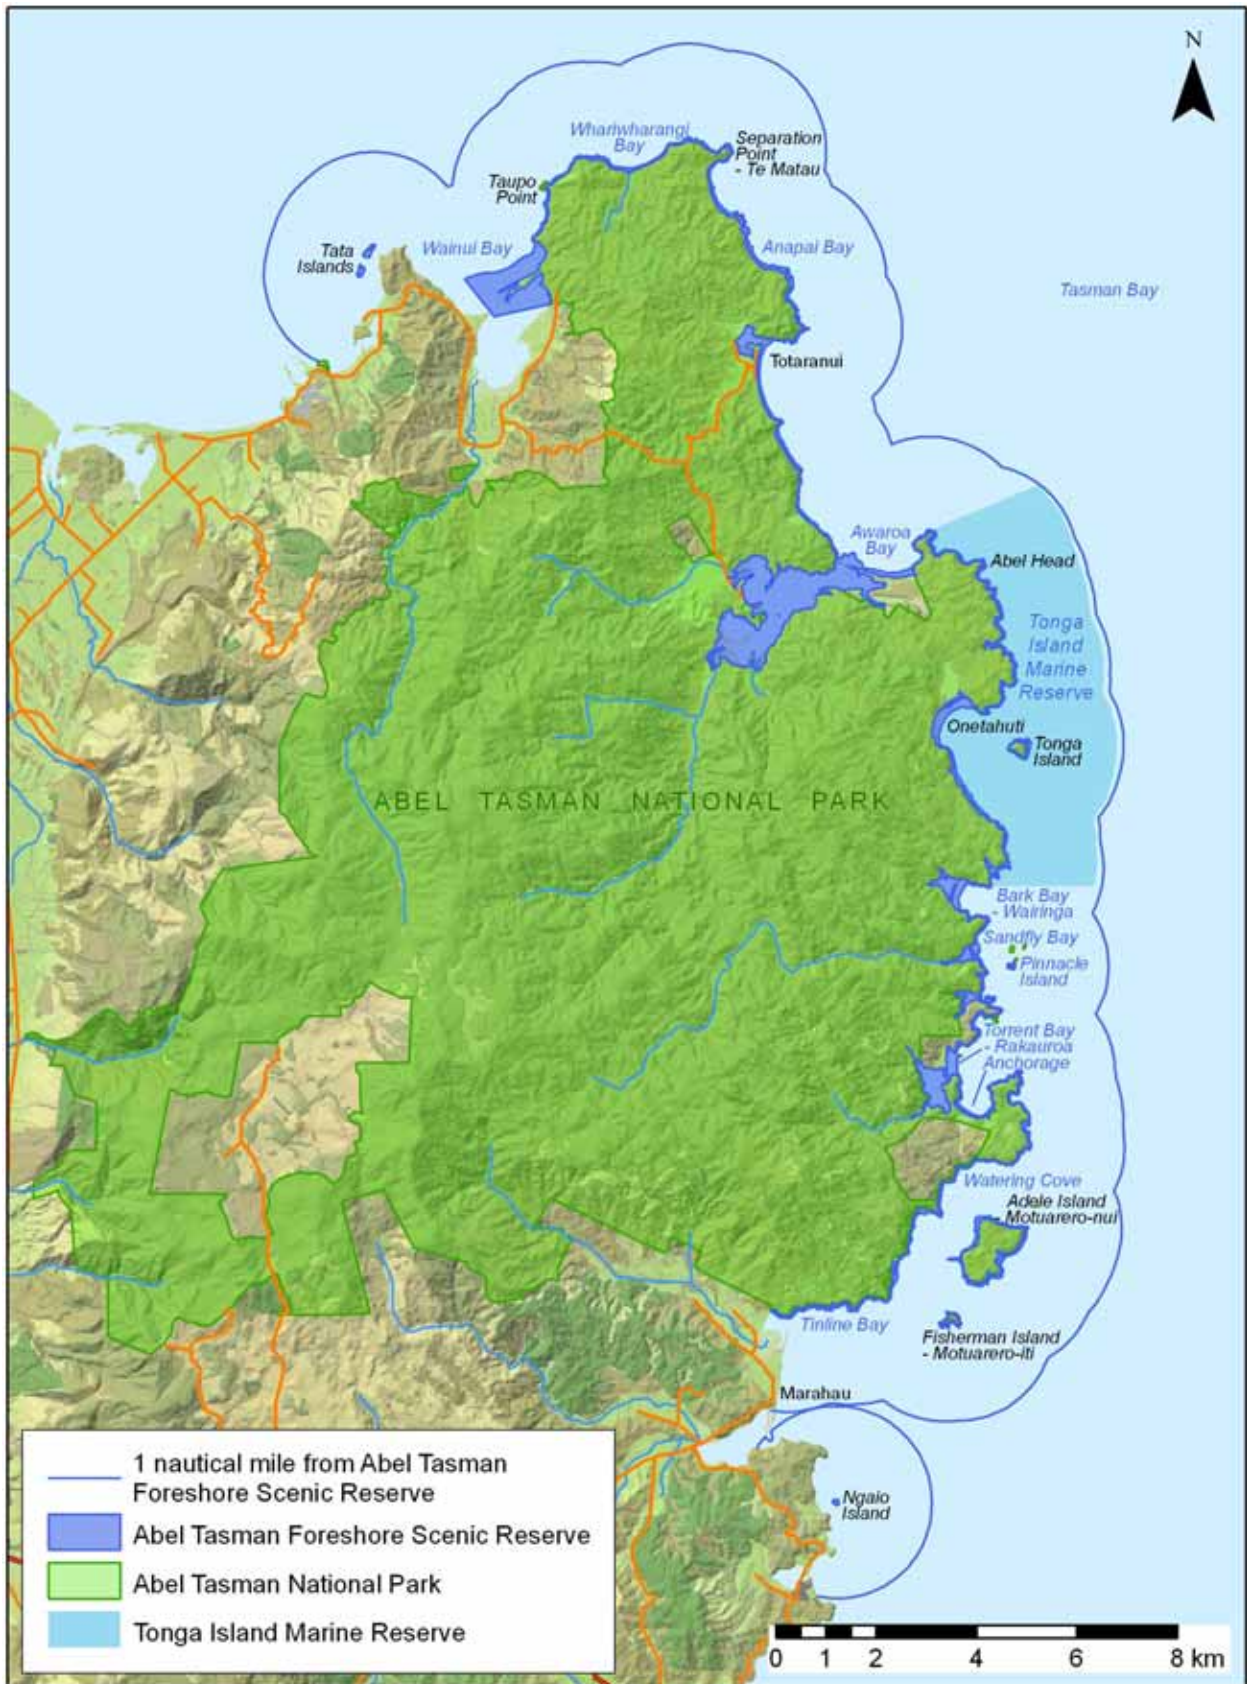 N
Whariwharangi
Bay
Separation
Point
- Te Matau
Taupo
Point
Tata
Islands
Wainui Bay
Anapai Bay
Tasman Bay
Totaranui
Awaroa
Bay
Abel Head
Tonga
Island
Marine
Reserve
Onetahuti
Tonga
Island
ABEL TASMAN NATIONAL PARK
Bark Bay
- Wairinga
Sandfly Bay
Pinnacle
Island
Torrent Bay
- Rakauroa
Anchorage
Watering Cove
Adele Island
Motuarero-nui
Tinline Bay
Fisherman Island
- Motuarero-iti
Marahau
Ngaio
Island
1 nautical mile from Abel Tasman
Foreshore Scenic Reserve
Abel Tasman Foreshore Scenic Reserve
Abel Tasman National Park
Tonga Island Marine Reserve
0 1 2 4 6 8 km